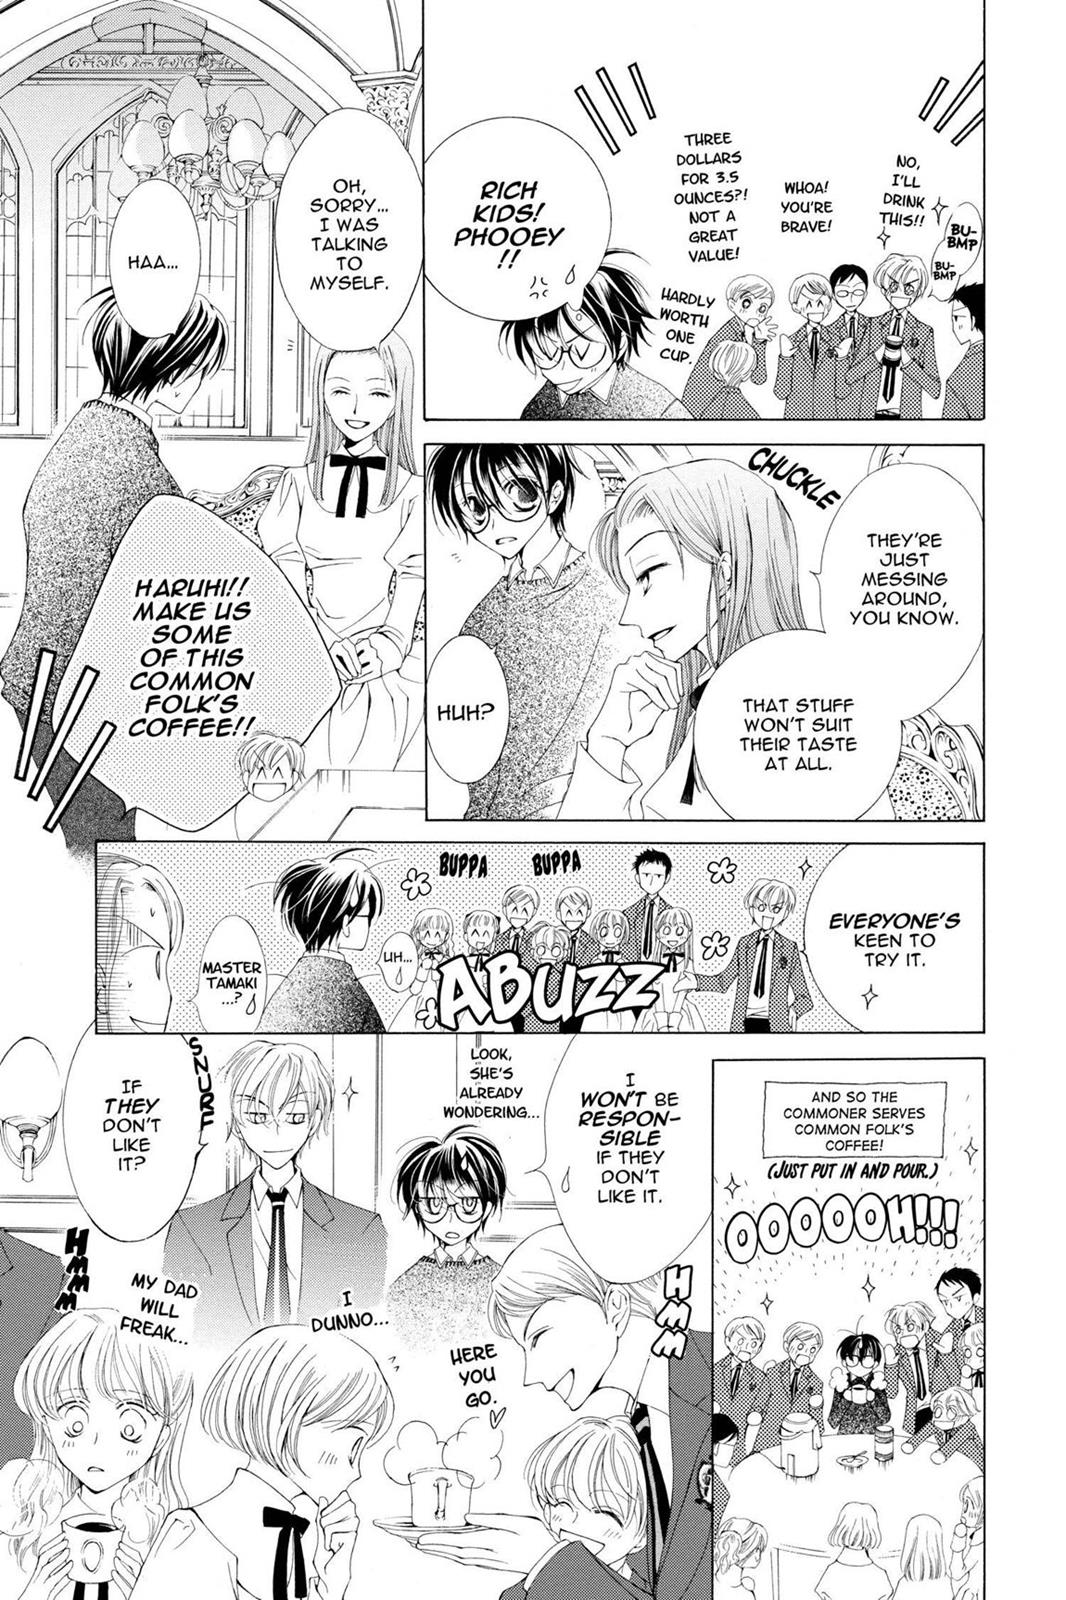 RICH
KIDS!
PHOOEY
!!
THREE
DOLLARS
FOR 3.5
OUNCES?!
NOT A
GREAT
VALUE!
HARDLY
WORTH
ONE
CUP.
WHOA!
YOU'RE
BRAVE!
NO,
I'LL
DRINK
THIS!!
BU-
BMP
BU-
BMP
OH,
SORRY...
I WAS
TALKING
TO
MYSELF.
HAA...
HARUHI!!
MAKE US
SOME
OF THIS
COMMON
FOLK'S
COFFEE!!
CHUCKLE
THEY'RE
JUST
MESSING
AROUND,
YOU KNOW.
THAT STUFF
WON'T SUIT
THEIR TASTE
AT ALL.
HUH?
MASTER
TAMAKI
...?
UH...
BUPPA
BUPPA
ABUZZ
EVERYONE'S
KEEN TO
TRY IT.
AND SO THE
COMMONER SERVES
COMMON FOLK'S
COFFEE!
(JUST PUT IN AND POUR.)
OOOOOH!!!
IF
THEY
DON'T
LIKE
IT?
SNURF
LOOK,
SHE'S
ALREADY
WONDERING...
I
WON'T BE
RESPON-
SIBLE
IF THEY
DON'T
LIKE IT.
HMMM
MY DAD
WILL
FREAK...
I
DUNNO...
HERE
YOU
GO.
HMM